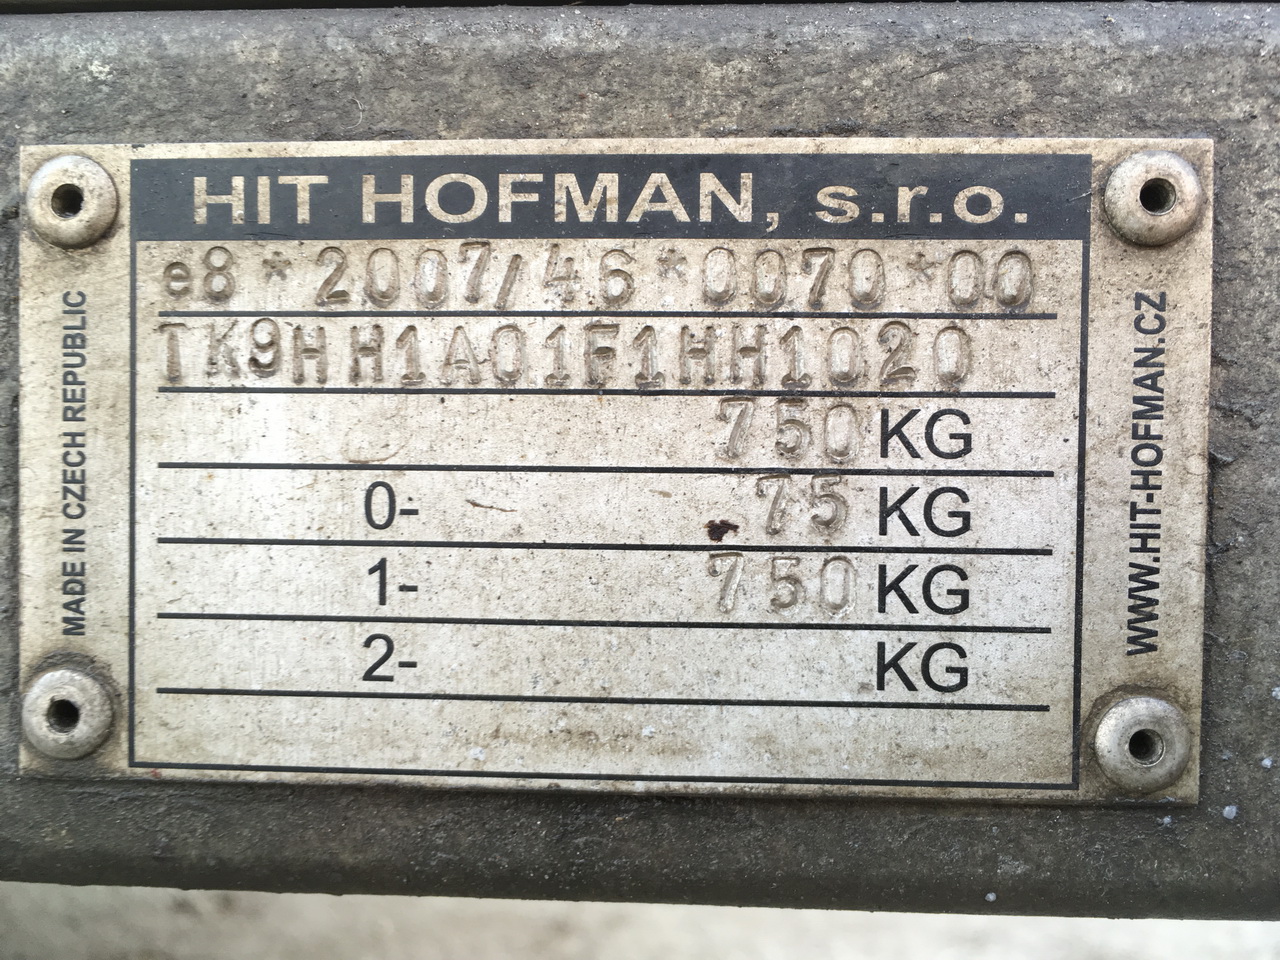 HIT HOFMAN, s.r.o.
e8*2007/46*0070*00
TK9HH1A01F1HH1020
750 KG
0- 75 KG
1- 750 KG
2- KG
MADE IN CZECH REPUBLIC
WWW.HIT-HOFMAN.CZ